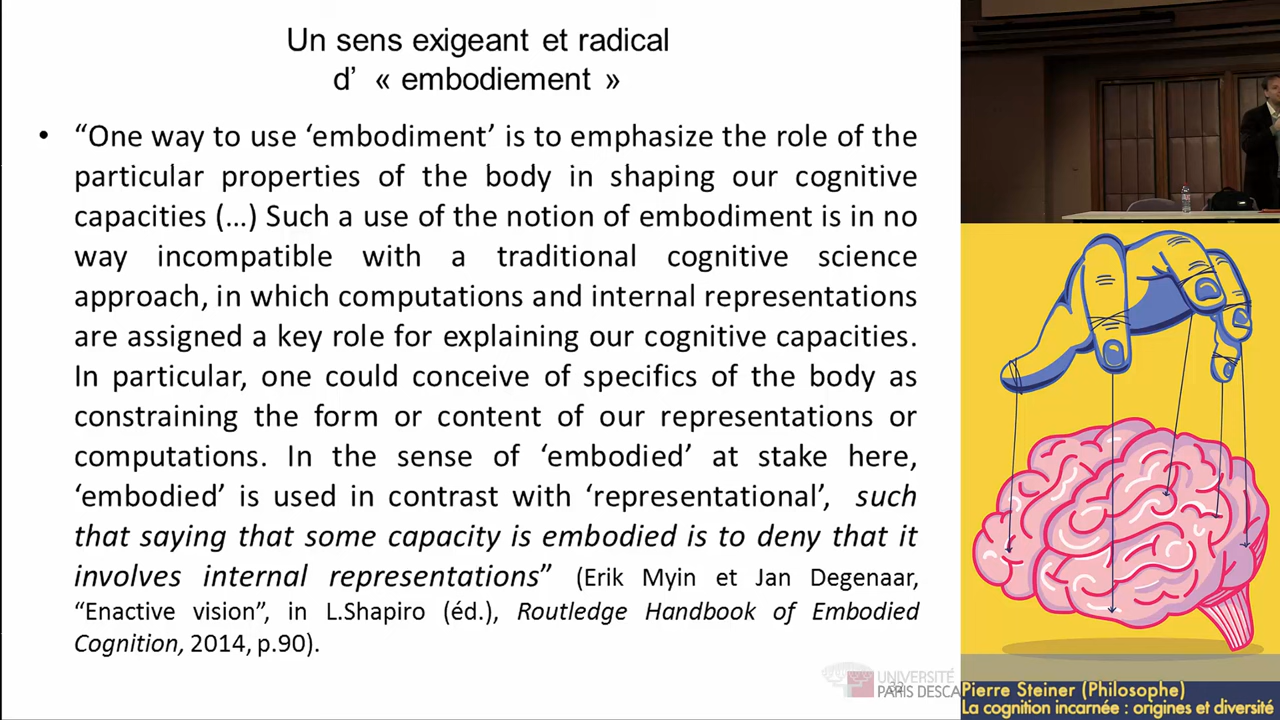 Un sens exigeant et radical
d’ « embodiement »
• “One way to use ‘embodiment’ is to emphasize the role of the
particular properties of the body in shaping our cognitive
capacities (…) Such a use of the notion of embodiment is in no
way incompatible with a traditional cognitive science
approach, in which computations and internal representations
are assigned a key role for explaining our cognitive capacities.
In particular, one could conceive of specifics of the body as
constraining the form or content of our representations or
computations. In the sense of ‘embodied’ at stake here,
‘embodied’ is used in contrast with ‘representational’, such
that saying that some capacity is embodied is to deny that it
involves internal representations” (Erik Myin et Jan Degenaar,
“Enactive vision”, in L.Shapiro (éd.), Routledge Handbook of Embodied
Cognition, 2014, p.90).
UNIVERSITÉ
PARIS DESCA
Pierre Steiner (Philosophe)
La cognition incarnée : origines et diversité